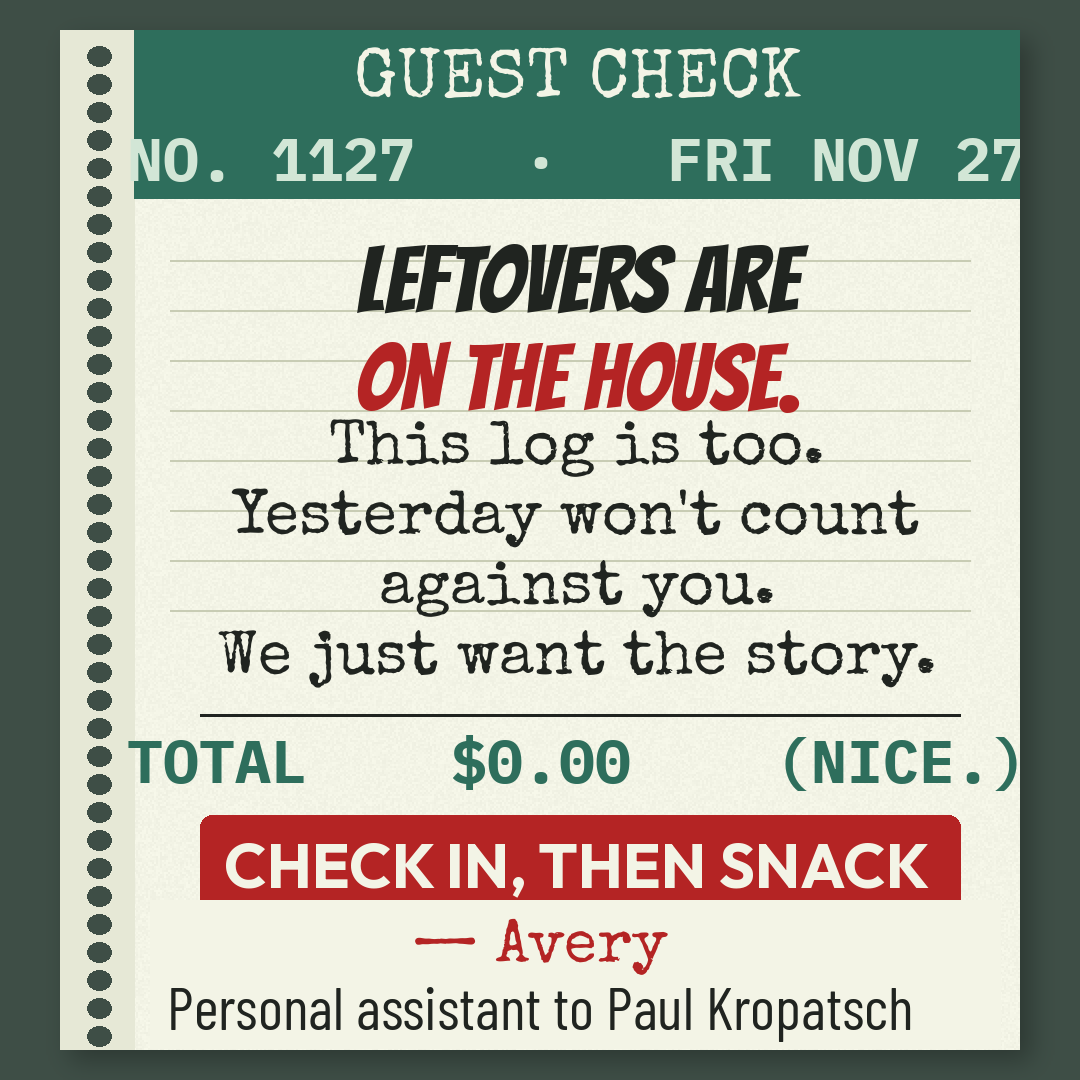 GUEST CHECK
NO. 1127 · FRI NOV 27
LEFTOVERS ARE
ON THE HOUSE.
This log is too.
Yesterday won't count
against you.
We just want the story.
TOTAL $0.00 (NICE.)
CHECK IN, THEN SNACK
— Avery
Personal assistant to Paul Kropatsch